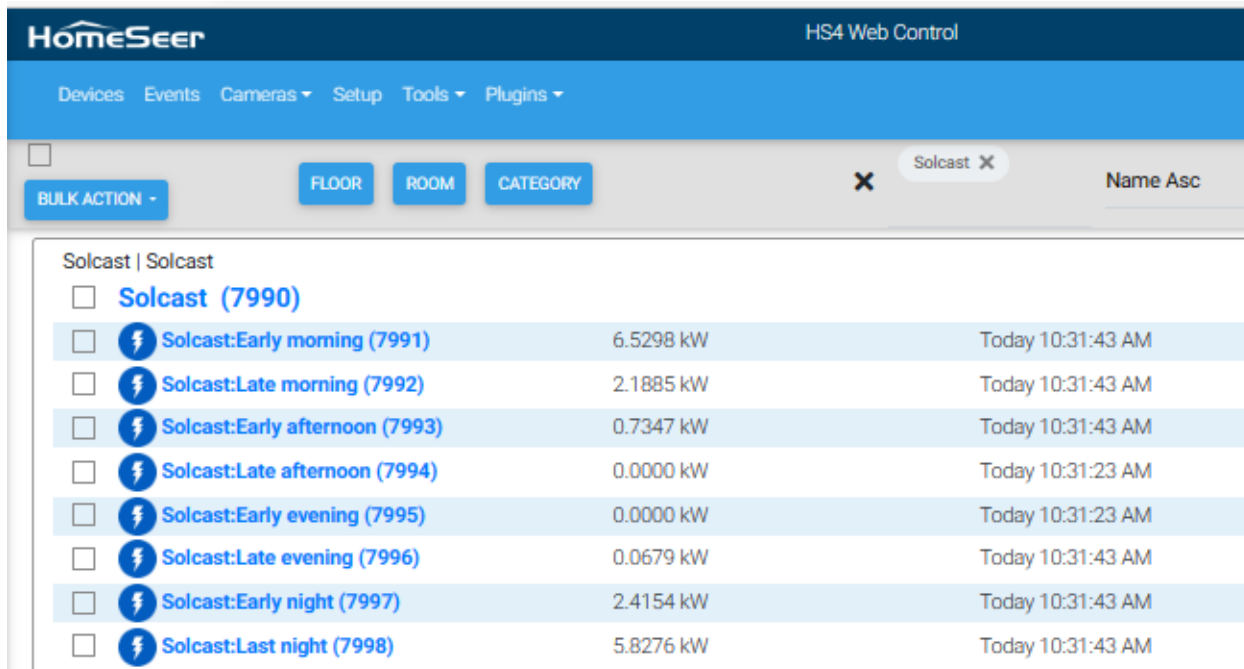 HomeSeer
HS4 Web Control
Devices Events Cameras Setup Tools Plugins
BULK ACTION
FLOOR
ROOM
CATEGORY
Solcast
Name Asc
Solcast | Solcast
Solcast (7990)
Solcast:Early morning (7991) 6.5298 kW Today 10:31:43 AM
Solcast:Late morning (7992) 2.1885 kW Today 10:31:43 AM
Solcast:Early afternoon (7993) 0.7347 kW Today 10:31:43 AM
Solcast:Late afternoon (7994) 0.0000 kW Today 10:31:23 AM
Solcast:Early evening (7995) 0.0000 kW Today 10:31:23 AM
Solcast:Late evening (7996) 0.0679 kW Today 10:31:43 AM
Solcast:Early night (7997) 2.4154 kW Today 10:31:43 AM
Solcast:Last night (7998) 5.8276 kW Today 10:31:43 AM